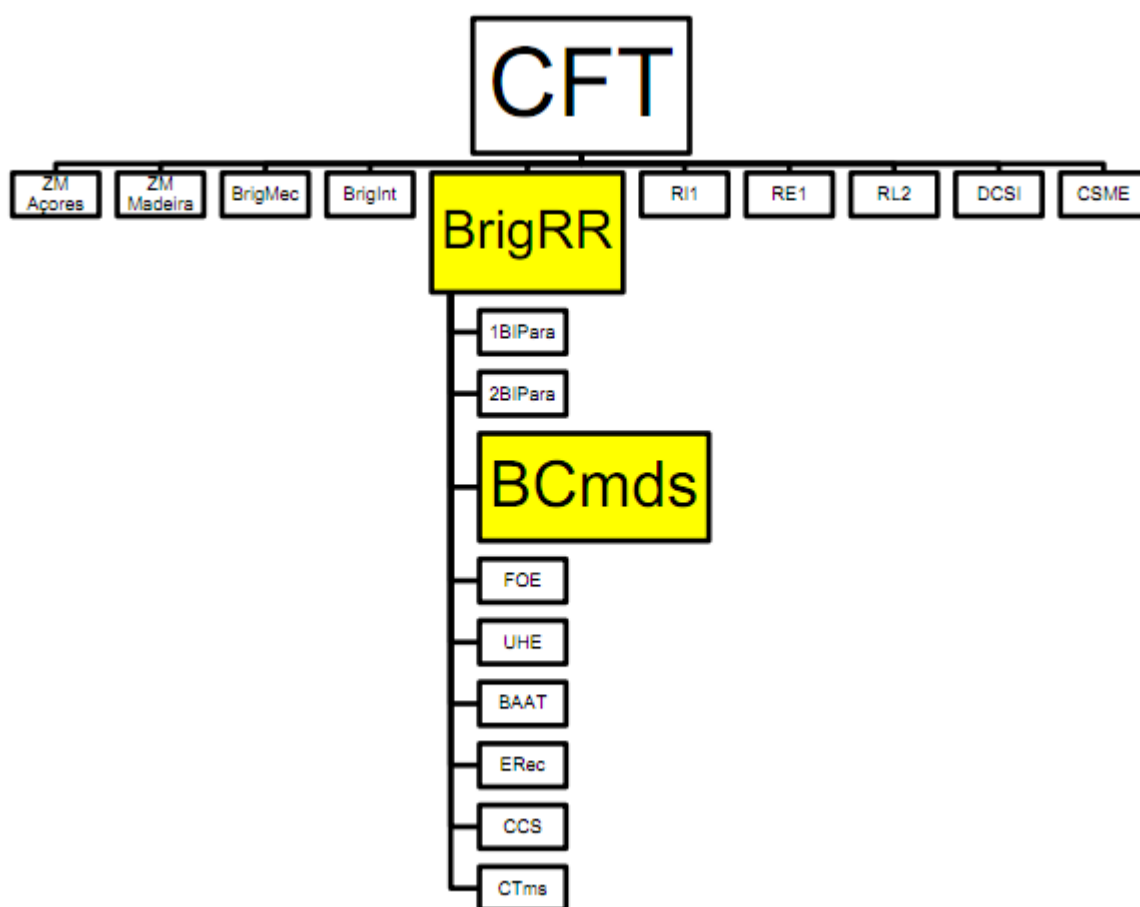 CFT
ZM
Açores
ZM
Madeira
BrigMec
BrigInt
BrigRR
RI1
RE1
RL2
DCSI
CSME
1BIPara
2BIPara
BCmds
FOE
UHE
BAAT
ERec
CCS
CTms